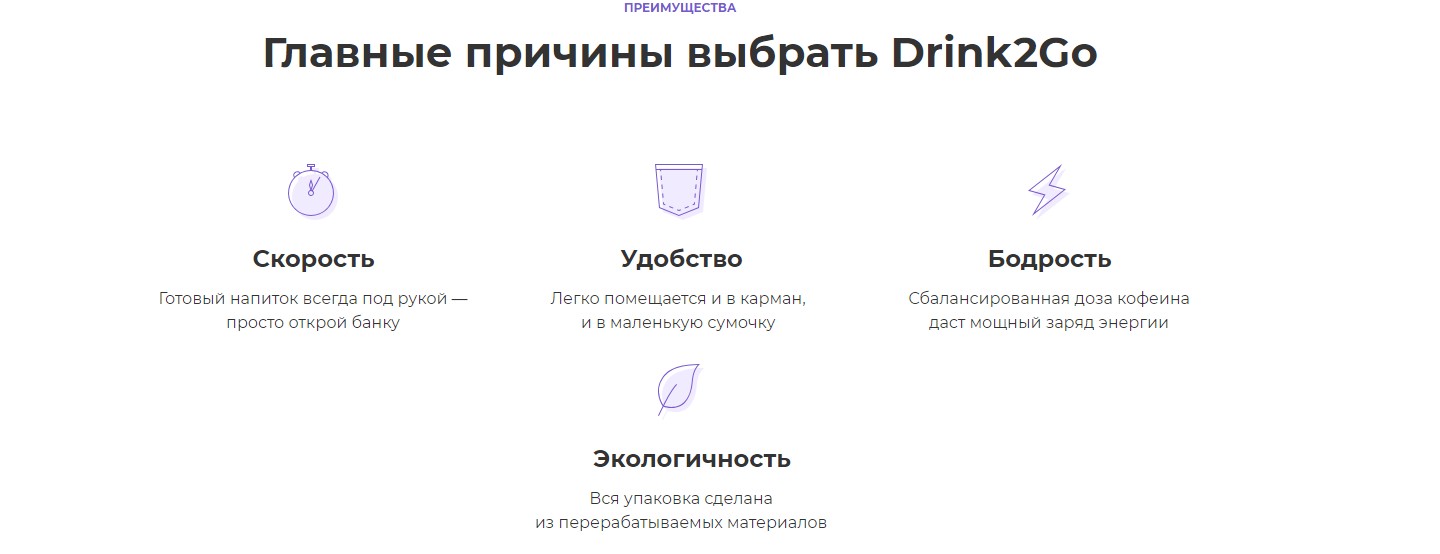 ПРЕИМУЩЕСТВА
Главные причины выбрать Drink2Go
Скорость
Готовый напиток всегда под рукой —
просто открой банку
Удобство
Легко помещается и в карман,
и в маленькую сумочку
Бодрость
Сбалансированная доза кофеина
даст мощный заряд энергии
Экологичность
Вся упаковка сделана
из перерабатываемых материалов